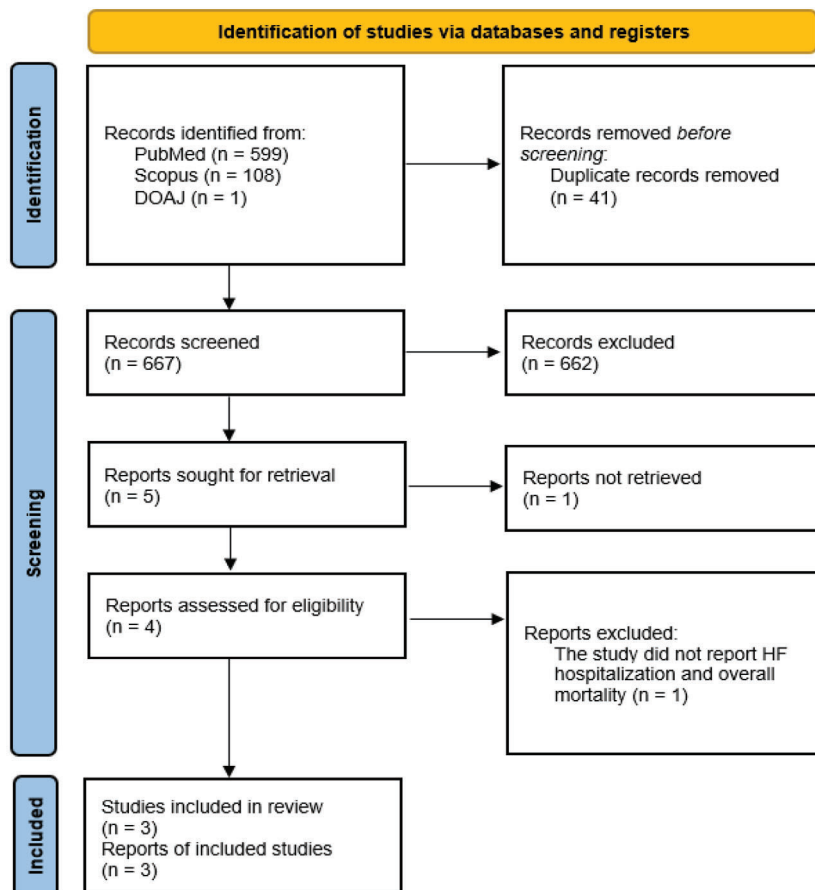 Identification of studies via databases and registers
Identification
Records identified from:
PubMed (n = 599)
Scopus (n = 108)
DOAJ (n = 1)
Records removed before
screening:
Duplicate records removed
(n = 41)
Screening
Records screened
(n = 667)
Records excluded
(n = 662)
Reports sought for retrieval
(n = 5)
Reports not retrieved
(n = 1)
Reports assessed for eligibility
(n = 4)
Reports excluded:
The study did not report HF
hospitalization and overall
mortality (n = 1)
Included
Studies included in review
(n = 3)
Reports of included studies
(n = 3)